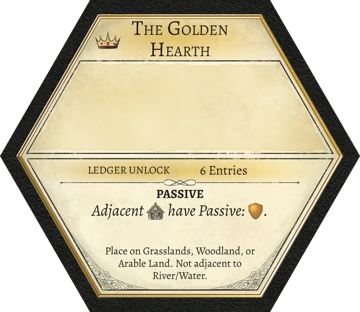 The Golden
Hearth
LEDGER UNLOCK 6 Entries
PASSIVE
Adjacent have Passive: .
Place on Grasslands, Woodland, or
Arable Land. Not adjacent to
River/Water.